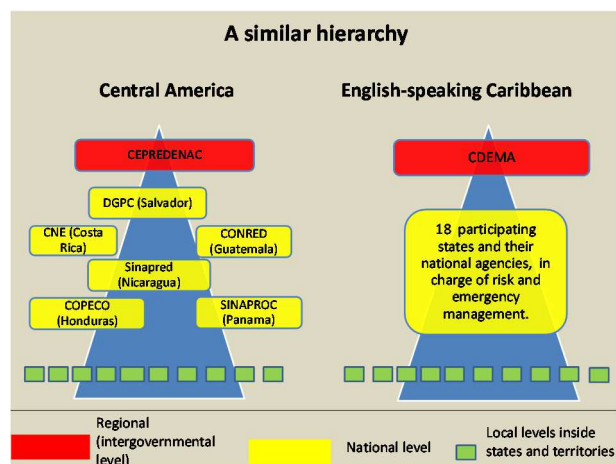 A similar hierarchy
Central America
English-speaking Caribbean
CEPREDENAC
CDEMA
DGPC (Salvador)
CNE (Costa
Rica)
CONRED
(Guatemala)
Sinapred
(Nicaragua)
COPECO
(Honduras)
SINAPROC
(Panama)
18 participating
states and their
national agencies, in
charge of risk and
emergency
management.
Regional
(intergovernmental
level)
National level
Local levels inside
states and territories